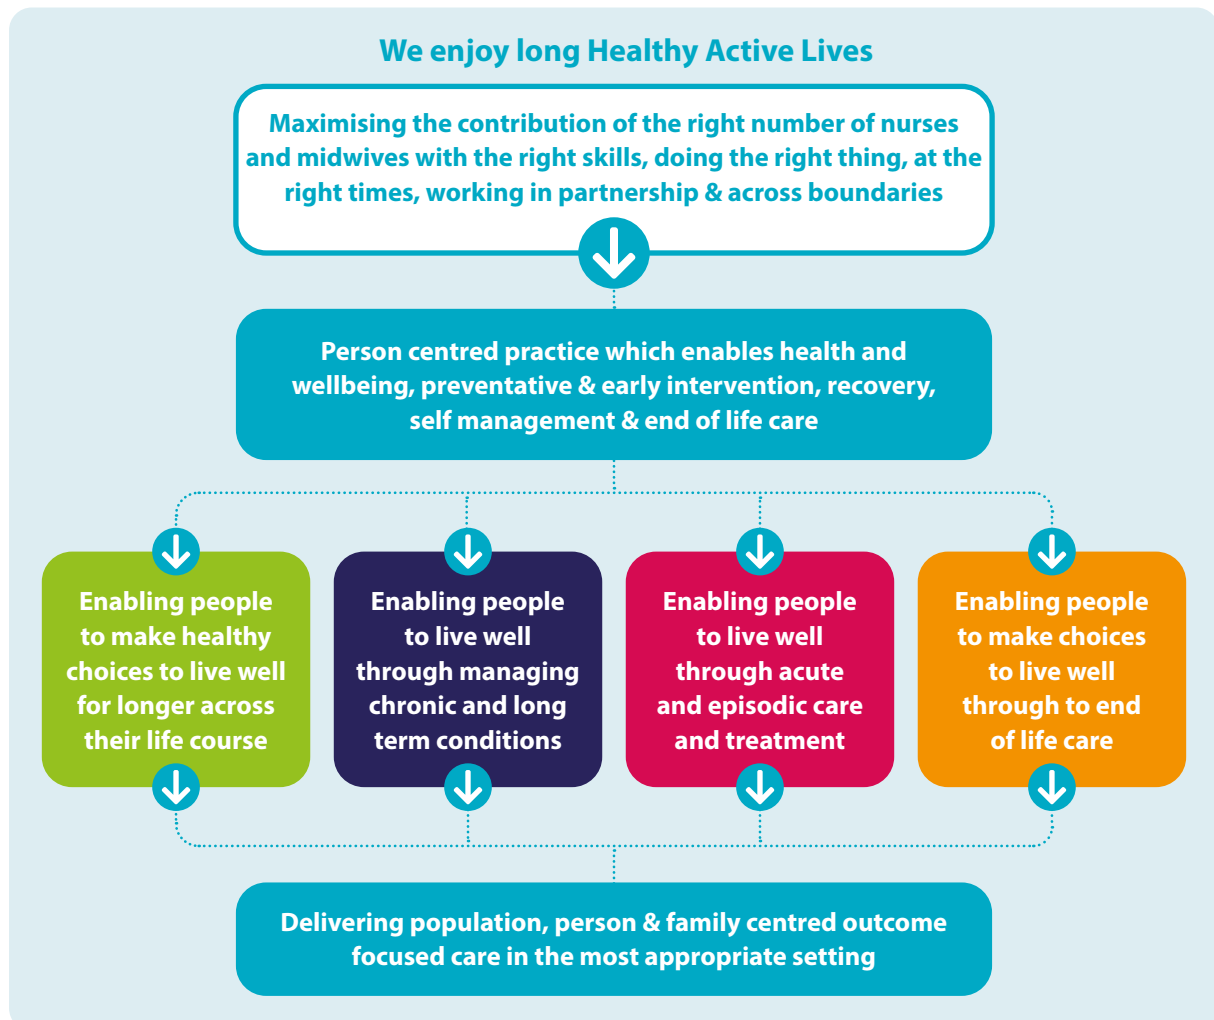 We enjoy long Healthy Active Lives
Maximising the contribution of the right number of nurses
and midwives with the right skills, doing the right thing, at the
right times, working in partnership & across boundaries
Person centred practice which enables health and
wellbeing, preventative & early intervention, recovery,
self management & end of life care
Enabling people
to make healthy
choices to live well
for longer across
their life course
Enabling people
to live well
through managing
chronic and long
term conditions
Enabling people
to live well
through acute
and episodic care
and treatment
Enabling people
to make choices
to live well
through to end
of life care
Delivering population, person & family centred outcome
focused care in the most appropriate setting